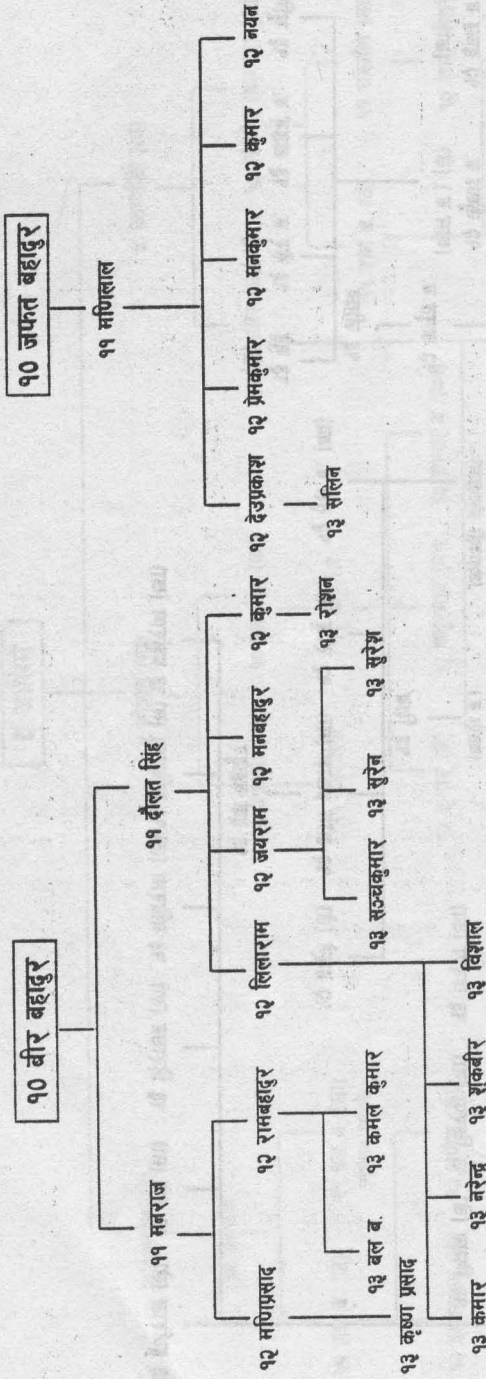 १० बीर बहादुर
१० जफत बहादुर
११ मनराज
११ दौलत सिंह
११ मणिलाल
१२ मणिप्रसाद
१२ रामबहादुर
१२ लिलाराम
१२ जयराम
१२ मनबहादुर
१२ कुमार
१२ देउप्रकाश
१२ प्रेमकुमार
१२ मनकुमार
१२ कुमार
१२ नयन
१३ बल ब.
१३ कमल कुमार
१३ सञ्चकुमार
१३ सुरेन
१३ सुरेश
१३ रोशन
१३ सलिन
१३ कृष्ण प्रसाद
१३ कमार
१३ नरेन्द्र
१३ शुकबीर
१३ विशाल